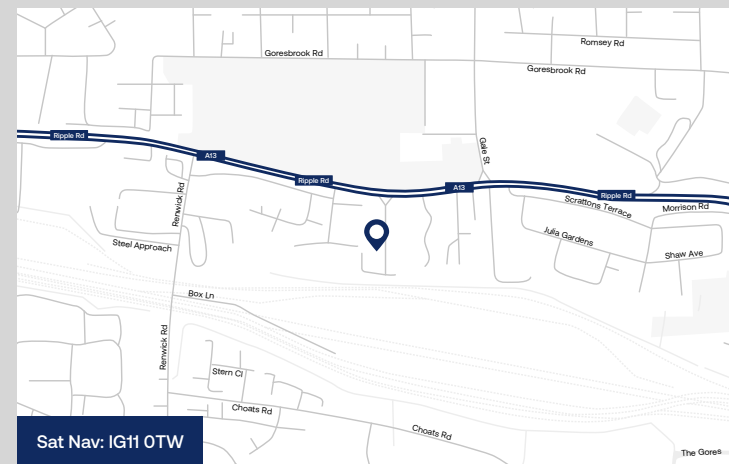 Romsey Rd
Goresbrook Rd
Goresbrook Rd
Ripple Rd
Gale St
A13
Ripple Rd
A13
Ripple Rd
Renwick Rd
Scrattons Terrace
Morrison Rd
Julia Gardens
Steel Approach
Shaw Ave
Box Ln
Renwick Rd
Stern Cl
Choats Rd
Choats Rd
Sat Nav: IG11 0TW
The Gores